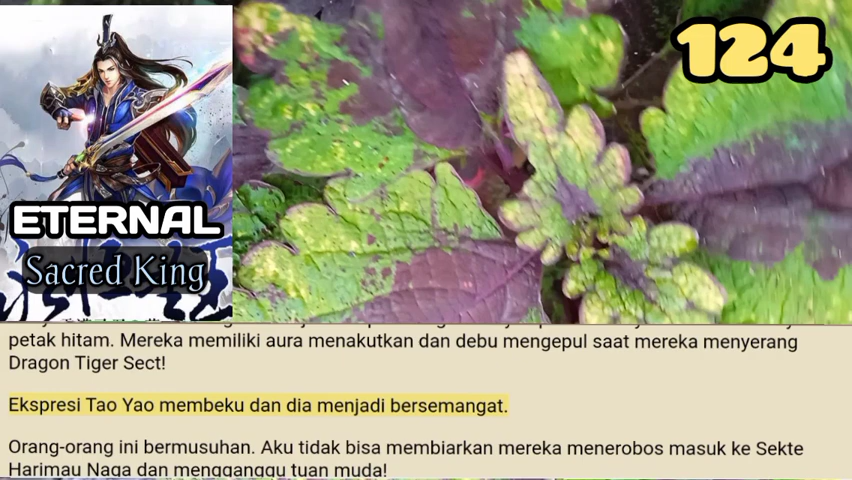 124
ETERNAL
Sacred King
petak hitam. Mereka memiliki aura menakutkan dan debu mengepul saat mereka menyerang
Dragon Tiger Sect!
Ekspresi Tao Yao membeku dan dia menjadi bersemangat.
Orang-orang ini bermusuhan. Aku tidak bisa membiarkan mereka menerobos masuk ke Sekte
Harimau Naga dan mengganggu tuan muda!